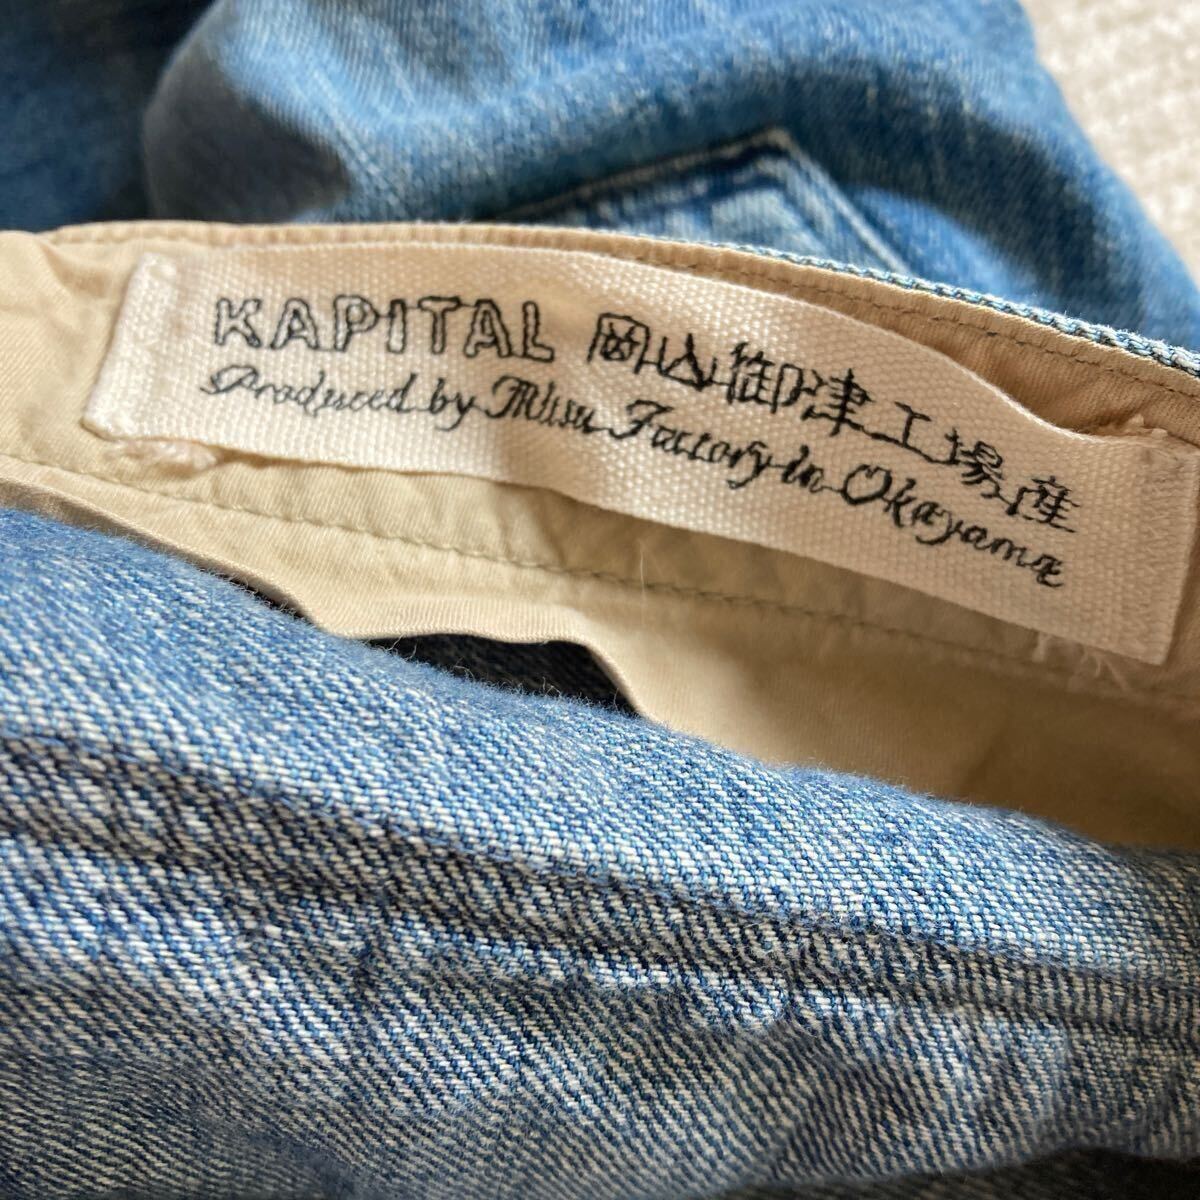 KAPITAL 岡山御津工場産
Produced by Mitsu Factory in Okayama